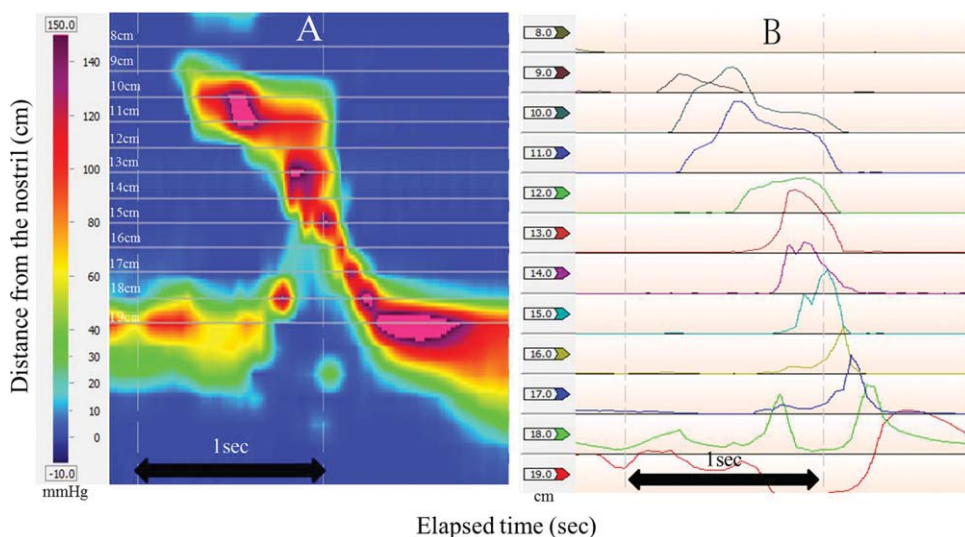 150.0
140
120
100
80
60
40
30
20
10
0
-10.0
mmHg
Distance from the nostril (cm)
A
8cm
9cm
10cm
11cm
12cm
13cm
14cm
15cm
16cm
17cm
18cm
19cm
1sec
B
8.0
9.0
10.0
11.0
12.0
13.0
14.0
15.0
16.0
17.0
18.0
19.0
cm
1sec
Elapsed time (sec)